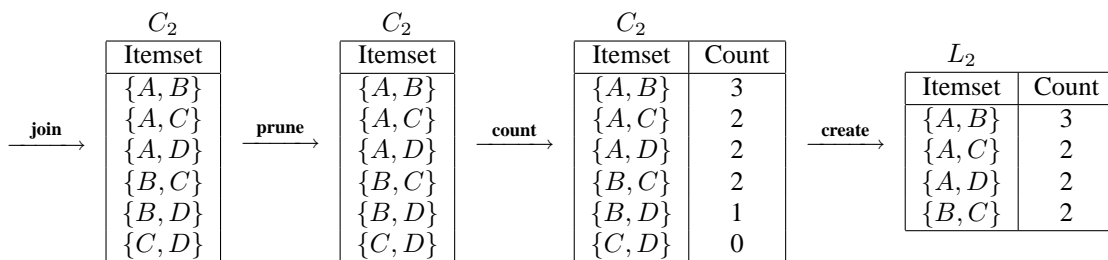 C2 C2 C2
L2
Itemset Itemset Itemset Count
Itemset Count
{A, B} {A, B} {A, B} 3
{A, B} 3
join {A, C} prune {A, C} count {A, C} 2 create
{A, C} 2
{A, D} {A, D} {A, D} 2
{A, D} 2
{B, C} {B, C} {B, C} 2
{B, C} 2
{B, D} {B, D} {B, D} 1
{C, D} {C, D} {C, D} 0